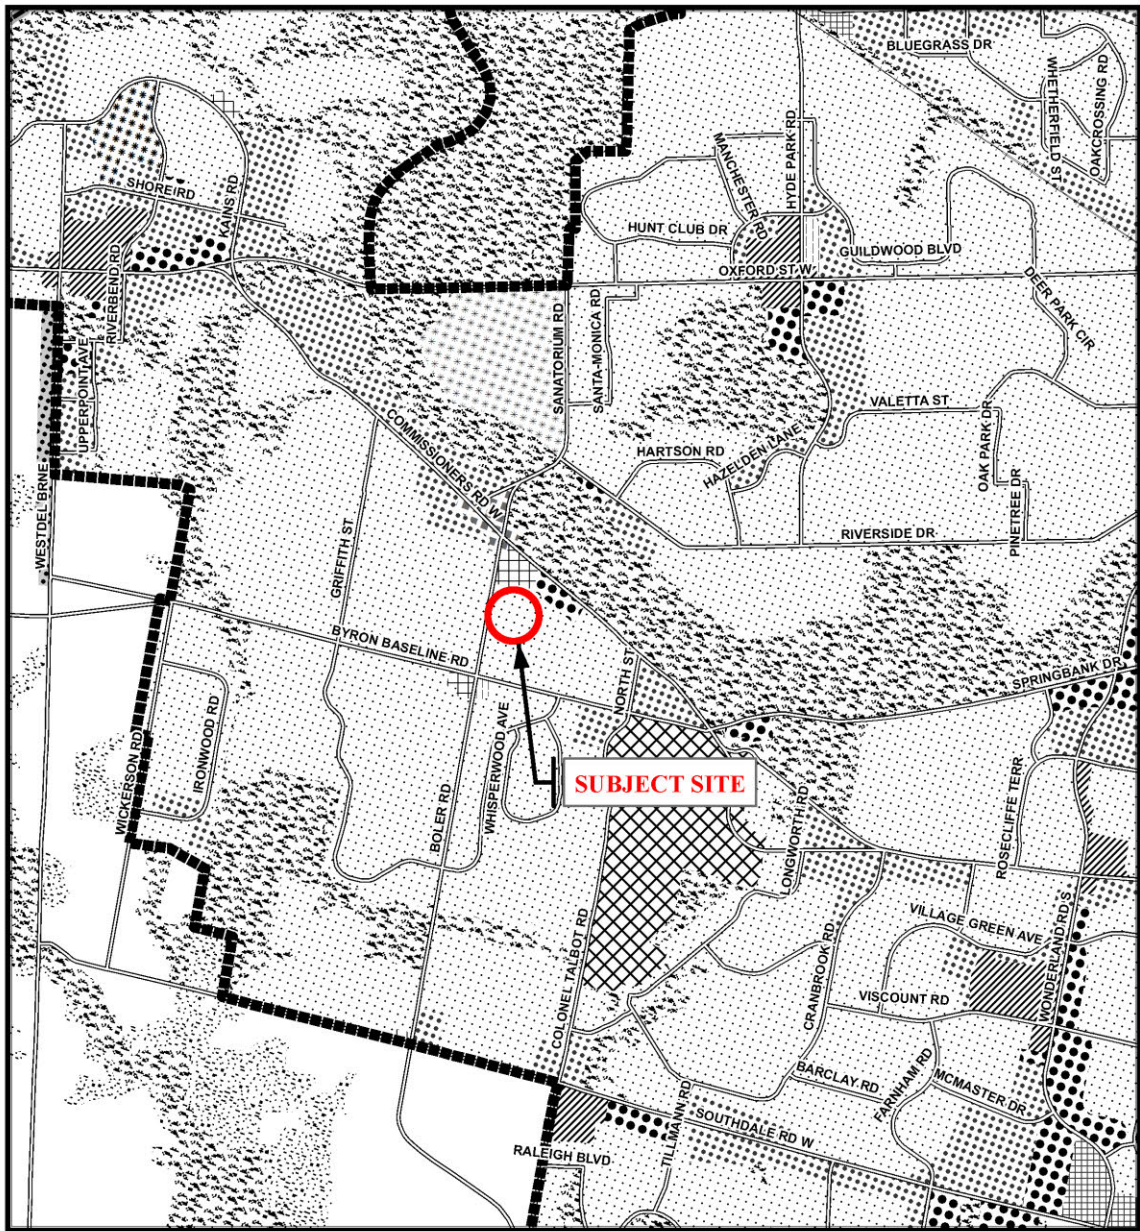 BLUEGRASS DR
WHETHERFIELD ST
OAKCROSSING RD
HYDE PARK RD
MANCHESTER RD
SHORE RD
KAINS RD
HUNT CLUB DR
GUILDWOOD BLVD
OXFORD ST W
RIVERBEND RD
DEER PARK CIR
UPPERPOINT AVE
SANATORIUM RD
SANTA-MONICA RD
COMMISSIONERS RD W
VALETTA ST
OAK PARK DR
HARTSON RD
HAZELDEN LANE
WESTDEL BRNE
PINETREE DR
RIVERSIDE DR
GRIFFITH ST
BYRON BASELINE RD
NORTH ST
SPRINGBANK DR
IRONWOOD RD
WHISPERWOOD AVE
WICKERSON RD
SUBJECT SITE
BOLER RD
LONGWORTH RD
ROSECLIFFE TERR.
COLONEL TALBOT RD
VILLAGE GREEN AVE
CRANBROOK RD
WONDERLAND RD S
VISCOUNT RD
BARCLAY RD
FARNHAM RD
MCMASTER DR
TILLMANN RD
SOUTHDALE RD W
RALEIGH BLVD